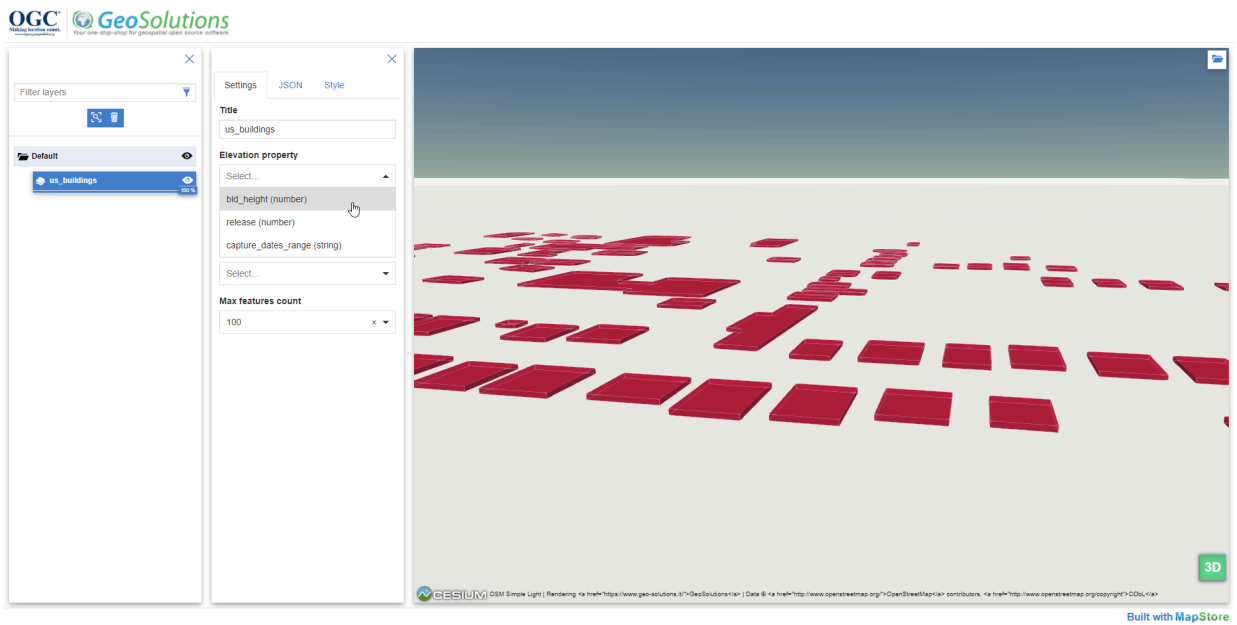 OGC
Making location count.
GeoSolutions
Your one-stop-shop for geospatial open source software
Filter layers
Default
us_buildings
100 %
Settings
JSON
Style
Title
us_buildings
Elevation property
Select...
bld_height (number)
release (number)
capture_dates_range (string)
Select...
Max features count
100
x
3D
CESIUM OSM Simple Light | Rendering <a href="https://www.geo-solutions.it/">GeoSolutions</a> | Data © <a href="http://www.openstreetmap.org/">OpenStreetMap</a> contributors, <a href="http://www.openstreetmap.org/copyright">ODbL</a>
Built with MapStore